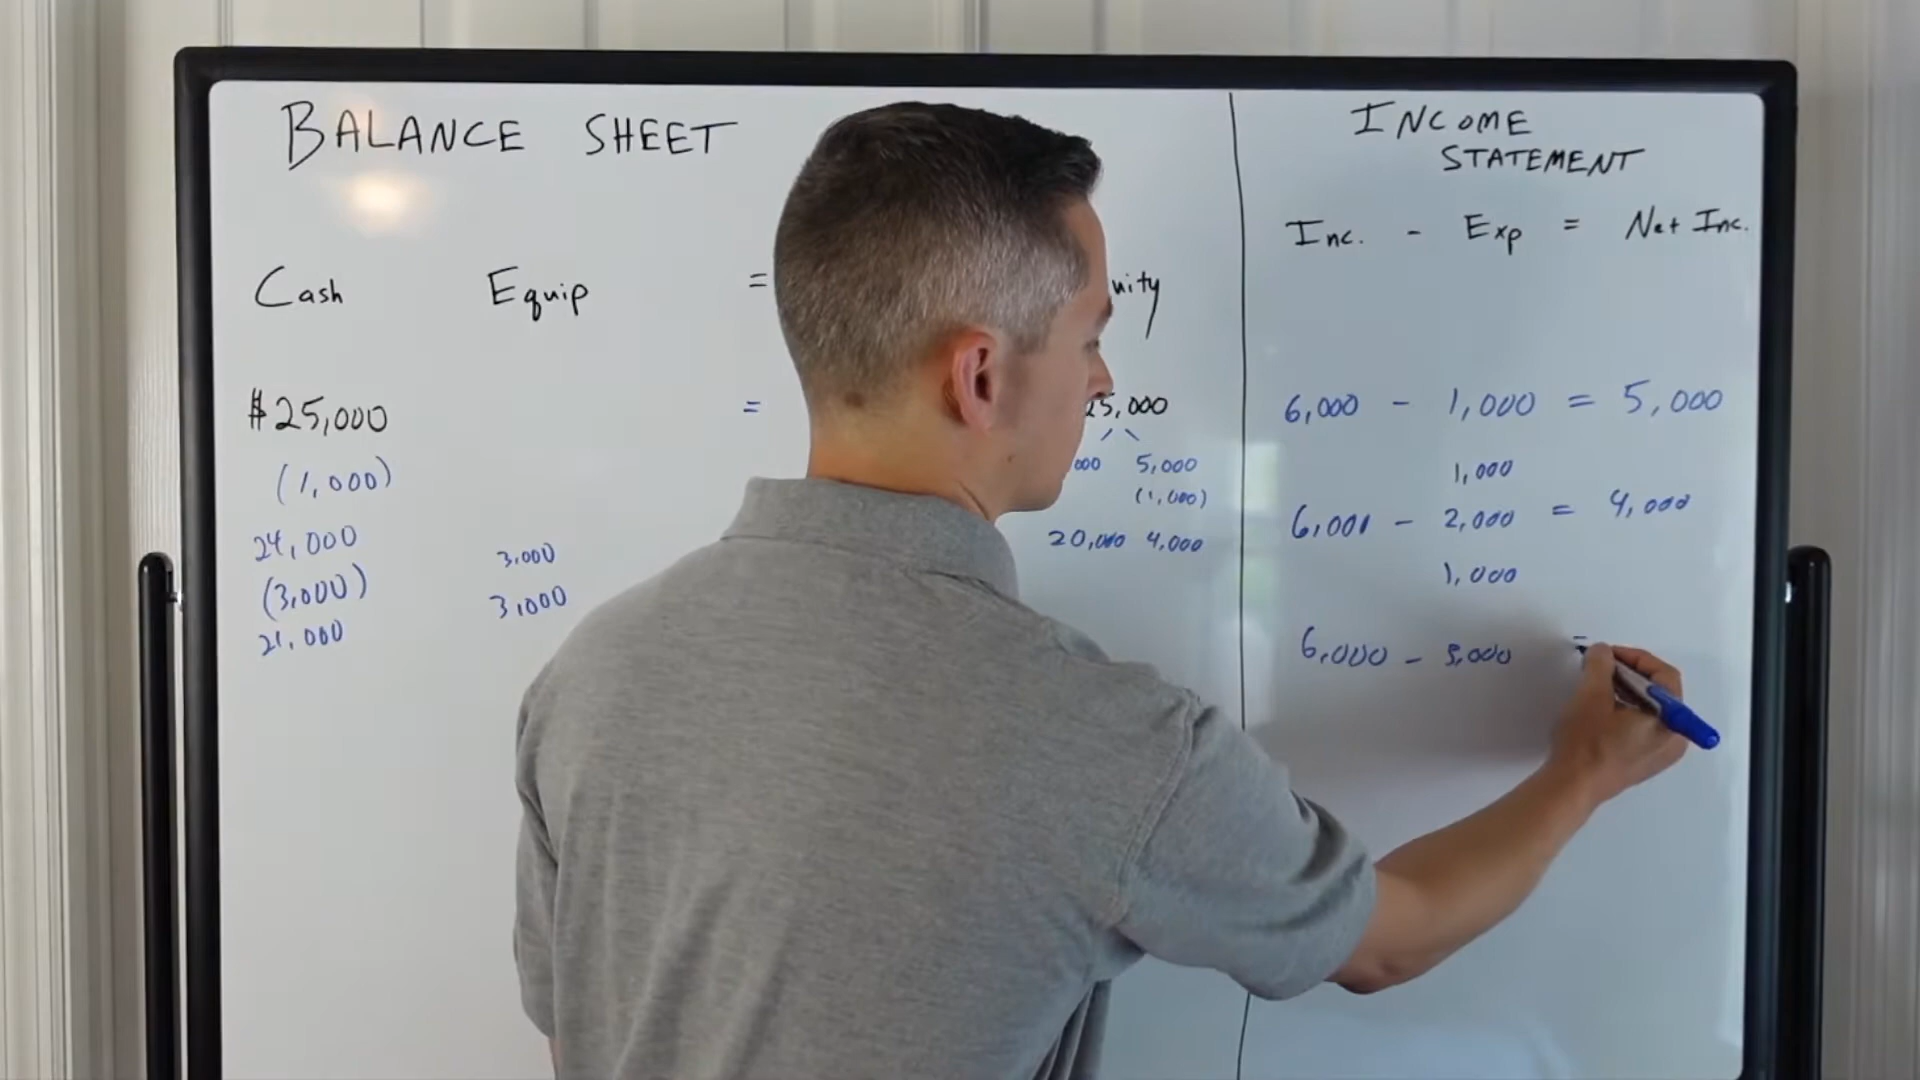 BALANCE SHEET
Cash Equip =
$25,000 = 25,000
(1,000) 000 5,000
(1,000)
24,000 3,000 20,000 4,000
(3,000) 3,000
21,000
INCOME
STATEMENT
Inc. - Exp = Net Inc.
6,000 - 1,000 = 5,000
1,000
6,000 - 2,000 = 4,000
1,000
6,000 - 3,000 =